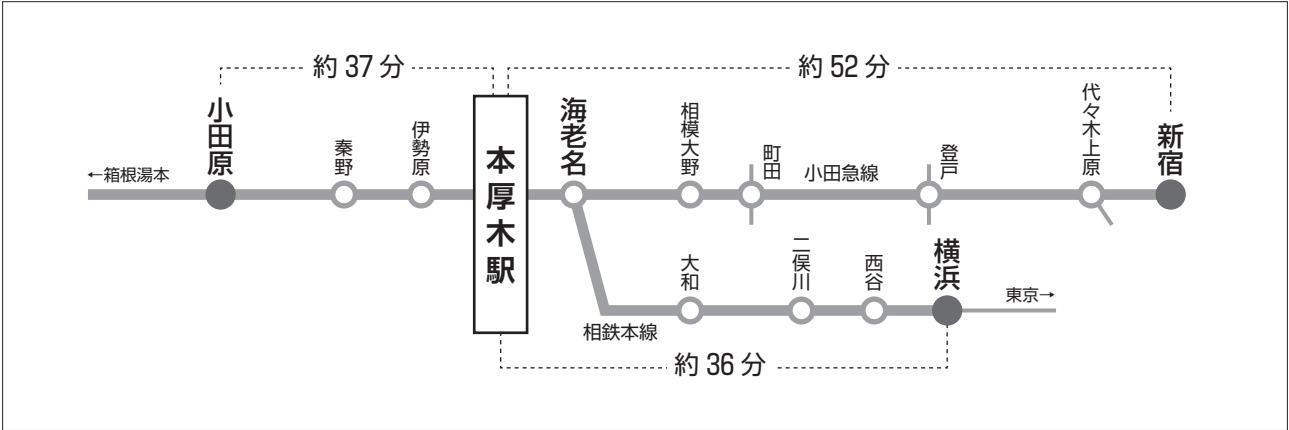 約 37 分
約 52 分
←箱根湯本
小田原
秦野
伊勢原
本厚木駅
海老名
相模大野
町田
小田急線
登戸
代々木上原
新宿
相鉄本線
大和
二俣川
西谷
横浜
東京→
約 36 分